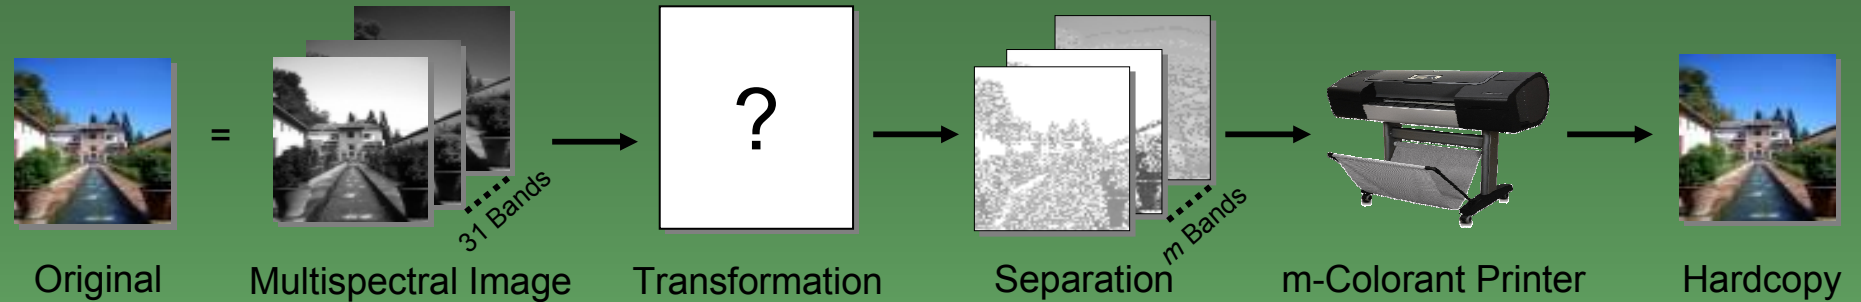 =
31 Bands
?
m Bands
Original
Multispectral Image
Transformation
Separation
m-Colorant Printer
Hardcopy